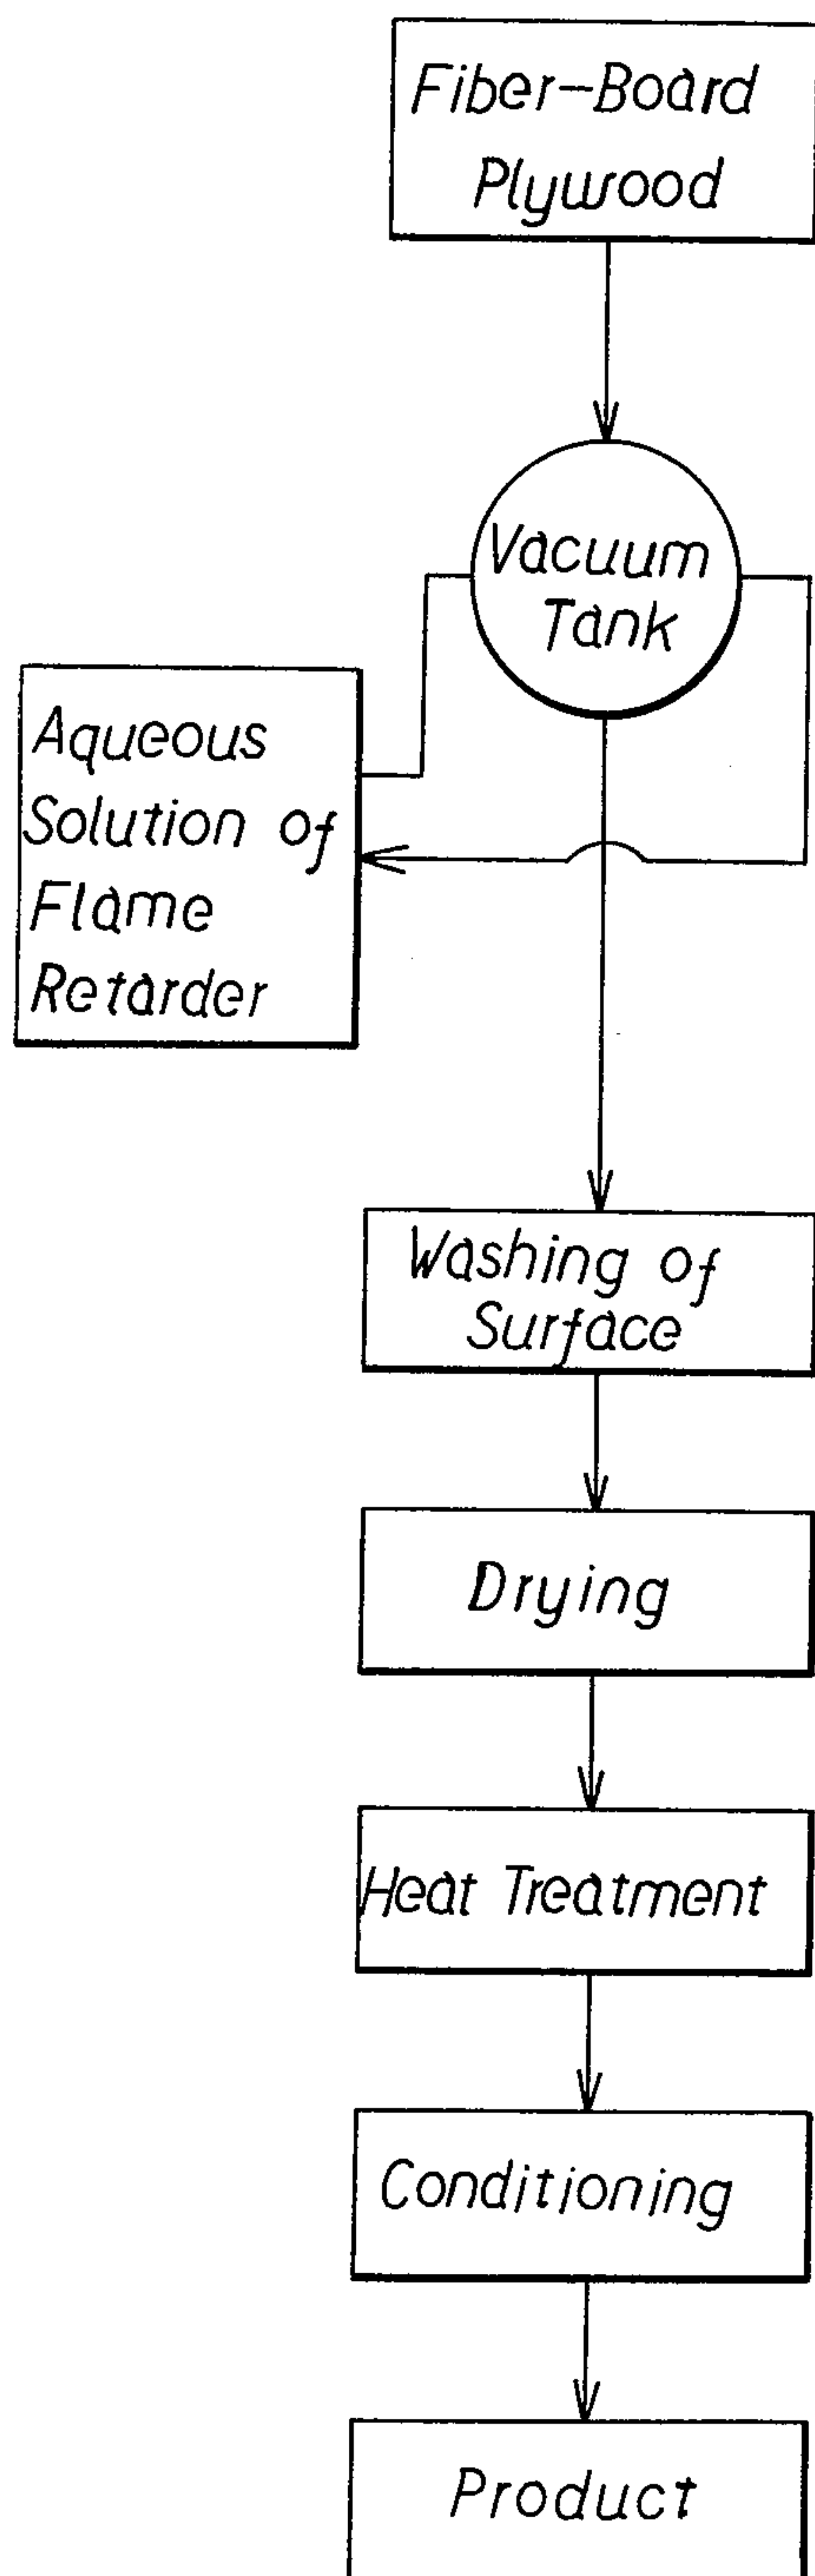 Fiber-Board
Plywood
Vacuum
Tank
Aqueous
Solution of
Flame
Retarder
Washing of
Surface
Drying
Heat Treatment
Conditioning
Product